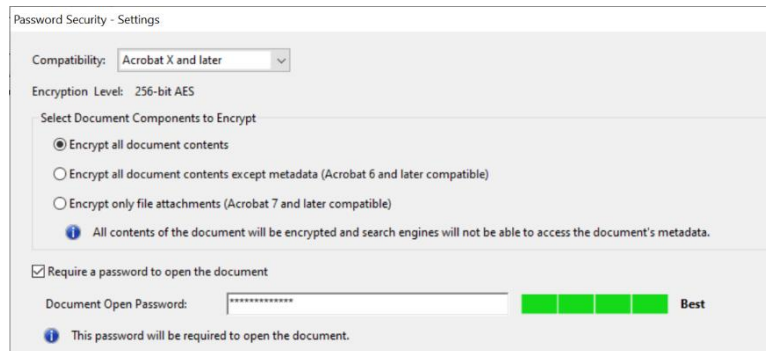 Password Security - Settings
Compatibility: Acrobat X and later
Encryption Level: 256-bit AES
Select Document Components to Encrypt
Encrypt all document contents
Encrypt all document contents except metadata (Acrobat 6 and later compatible)
Encrypt only file attachments (Acrobat 7 and later compatible)
All contents of the document will be encrypted and search engines will not be able to access the document's metadata.
Require a password to open the document
Document Open Password: ************* Best
This password will be required to open the document.